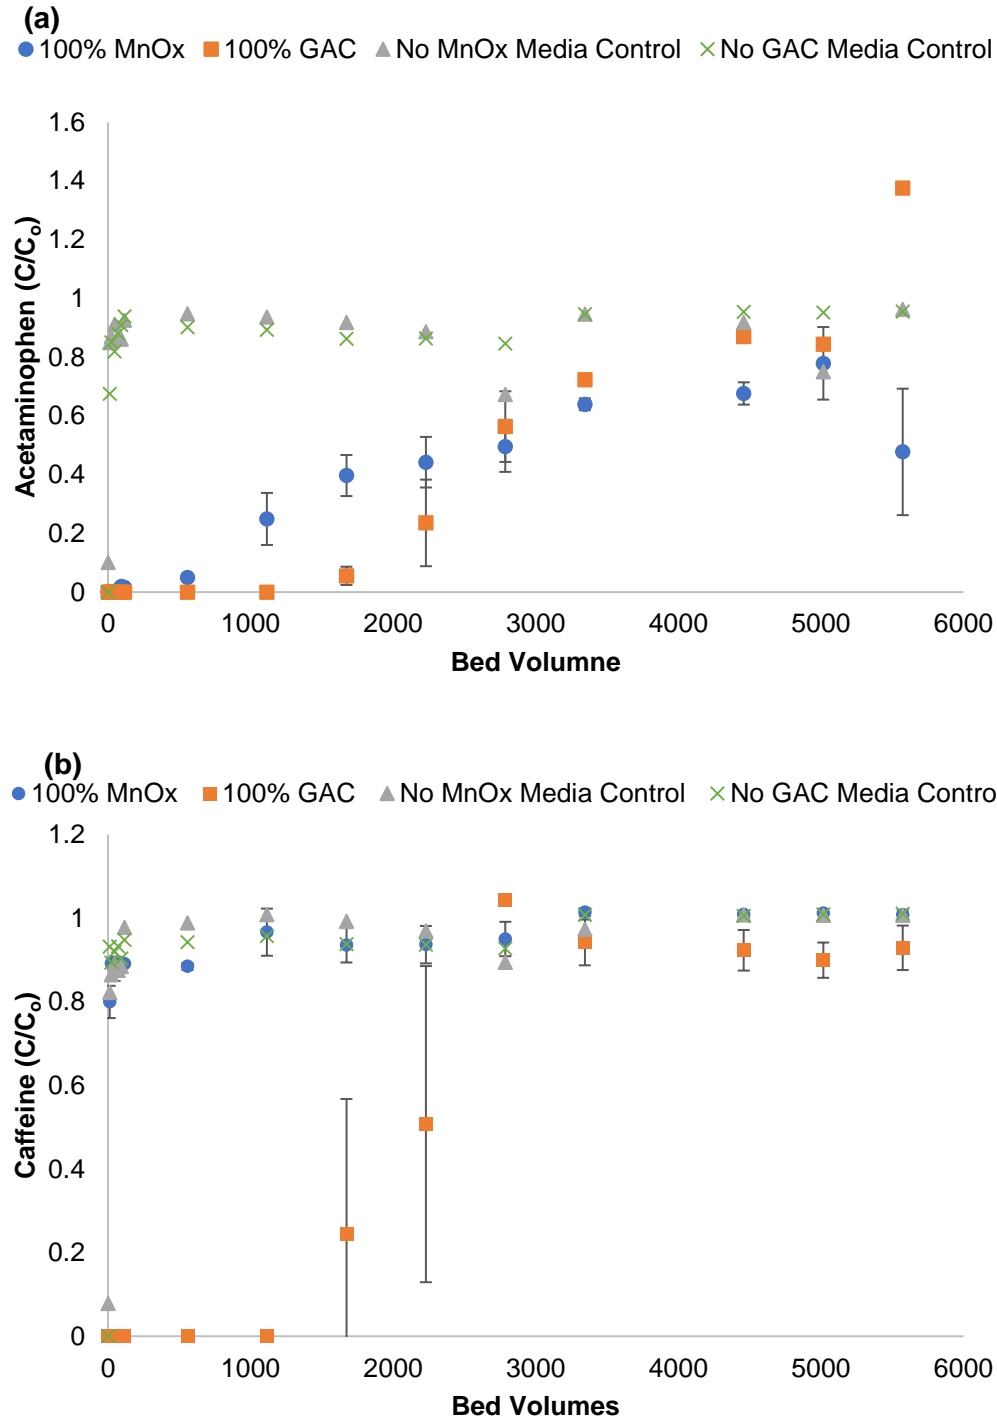 (a)
100% MnOx 100% GAC No MnOx Media Control No GAC Media Control
1.6
1.4
1.2
1
0.8
0.6
0.4
0.2
0
Acetaminophen (C/Co)
0 1000 2000 3000 4000 5000 6000
Bed Volumne
(b)
100% MnOx 100% GAC No MnOx Media Control No GAC Media Contro
1.2
1
0.8
0.6
0.4
0.2
0
Caffeine (C/Co)
0 1000 2000 3000 4000 5000 6000
Bed Volumes